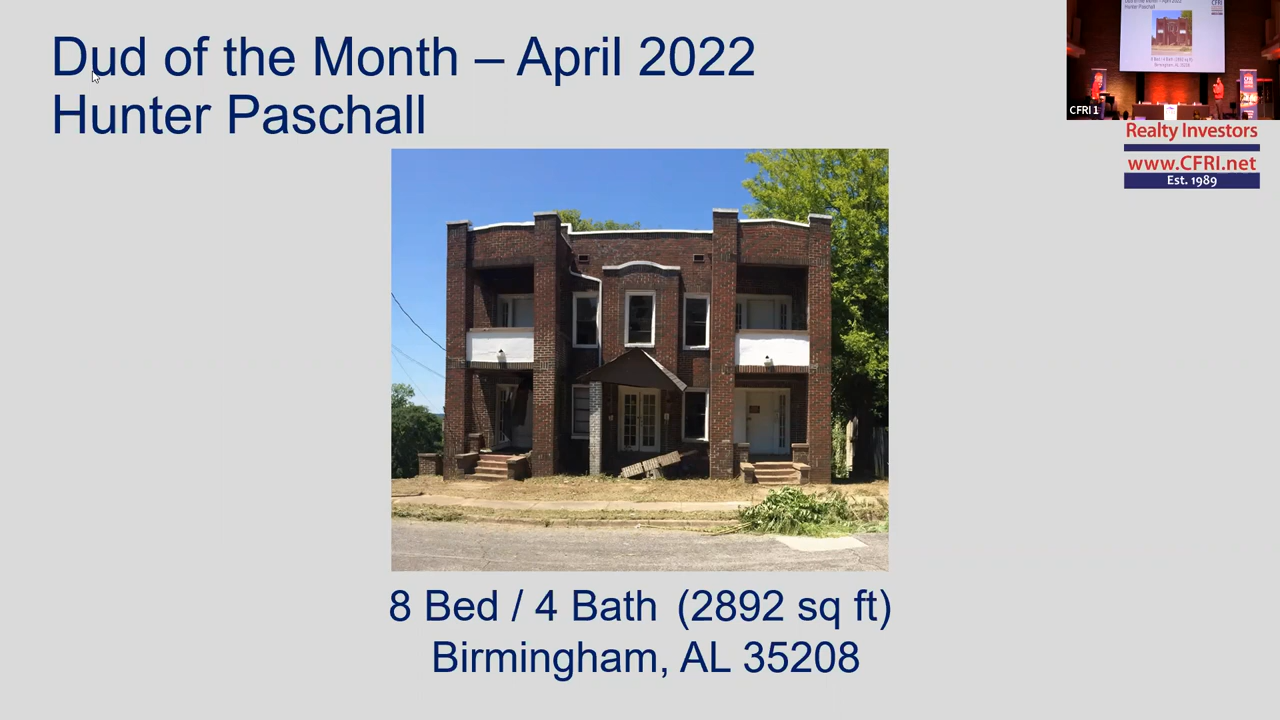 Dud of the Month – April 2022
Hunter Paschall
CFRI 1
Realty Investors
www.CFRI.net
Est. 1989
8 Bed / 4 Bath (2892 sq ft)
Birmingham, AL 35208